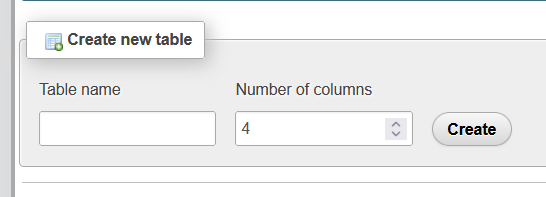 Create new table
Table name Number of columns
4 Create